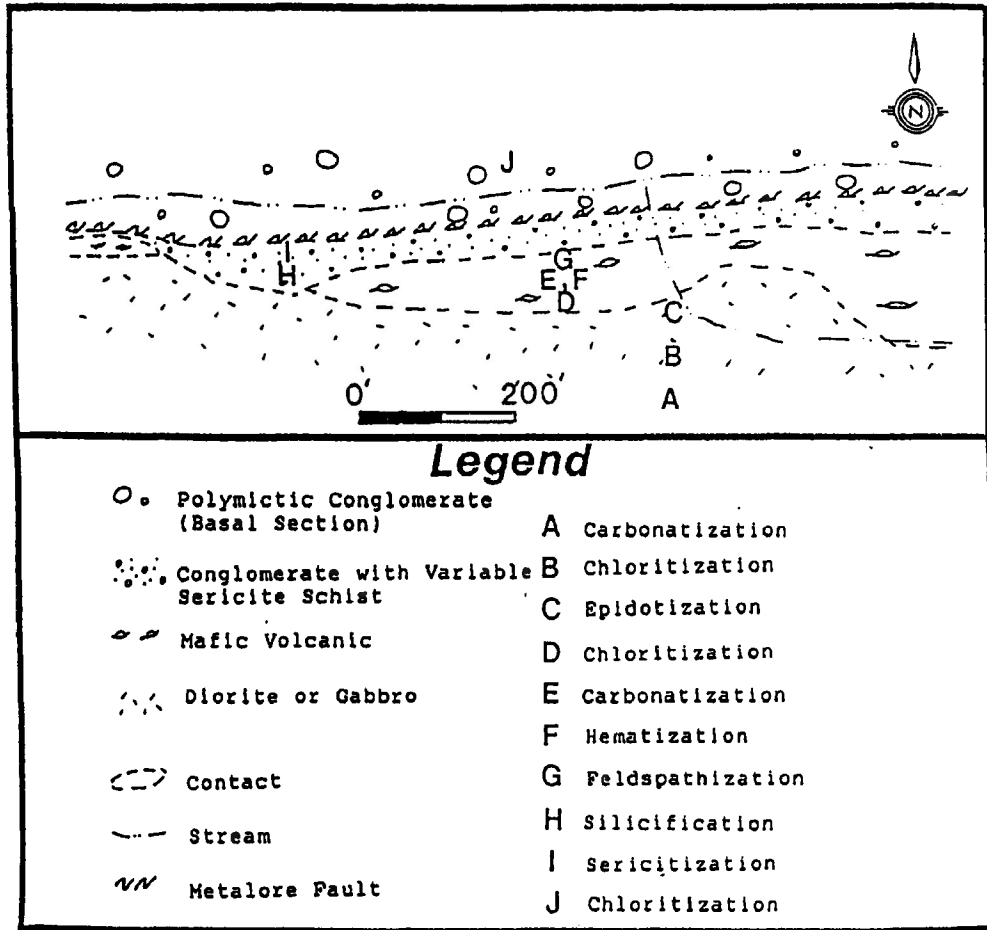 N
J
H
G
E F
D
C
B
A
0' 200'
Legend
Polymictic Conglomerate
(Basal Section)
Conglomerate with Variable
Sericite Schist
Mafic Volcanic
Diorite or Gabbro
Contact
Stream
Metalore Fault
A Carbonatization
B Chloritization
C Epidotization
D Chloritization
E Carbonatization
F Hematization
G Feldspathization
H Silicification
I Sericitization
J Chloritization